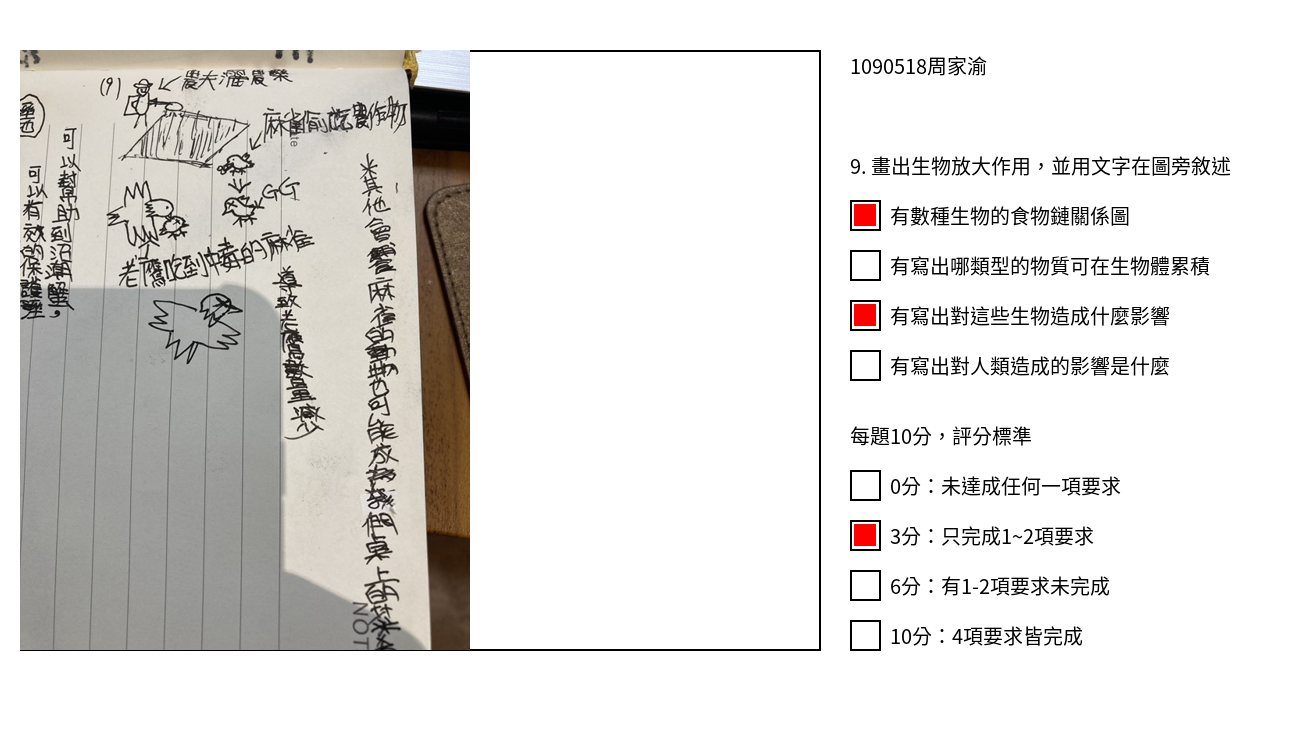 (9)
農夫灑農藥
麻雀偷吃農作物
GG
老鷹吃到中毒的麻雀
導致老鷹數量減少
米其他會
麻雀的動物也可能放
們桌上的
可以幫助到沼潮蟹。
可以有效的保護
NOT
1090518周家渝
9. 畫出生物放大作用，並用文字在圖旁敘述
有數種生物的食物鏈關係圖
有寫出哪類型的物質可在生物體累積
有寫出對這些生物造成什麼影響
有寫出對人類造成的影響是什麼
每題10分，評分標準
0分：未達成任何一項要求
3分：只完成1~2項要求
6分：有1-2項要求未完成
10分：4項要求皆完成